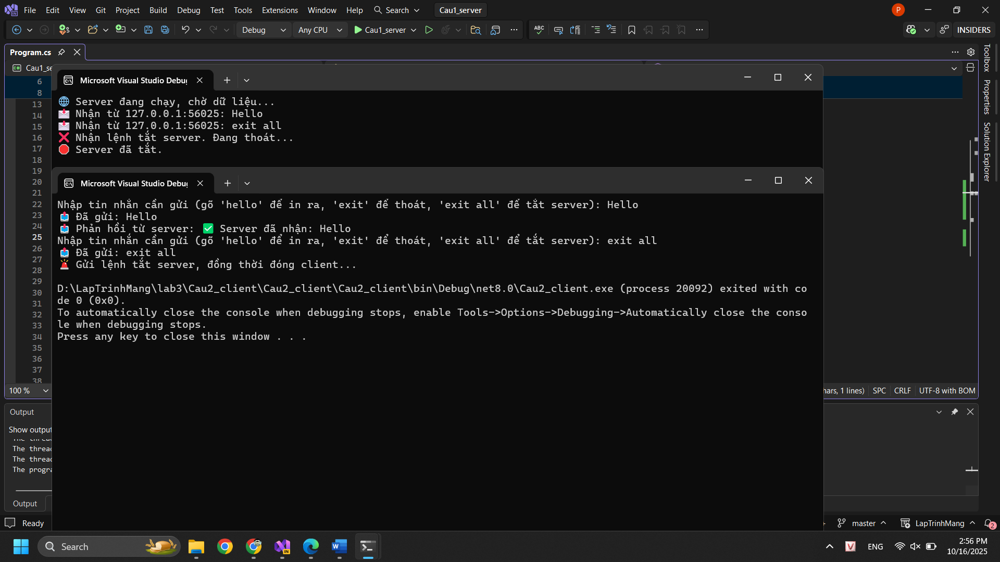 File Edit View Git Project Build Debug Test Tools Extensions Window Help Search Cau1_server P
Debug Any CPU Cau1_server ABC INSIDERS
Program.cs
Toolbox
Properties
Solution Explorer
Microsoft Visual Studio Debug
🌐 Server đang chạy, chờ dữ liệu...
📩 Nhận từ 127.0.0.1:56025: Hello
📩 Nhận từ 127.0.0.1:56025: exit all
❌ Nhận lệnh tắt server. Đang thoát...
🛑 Server đã tắt.
Microsoft Visual Studio Debug
Nhập tin nhắn cần gửi (gõ 'hello' để in ra, 'exit' để thoát, 'exit all' để tắt server): Hello
📤 Đã gửi: Hello
📤 Phản hồi từ server: ✅ Server đã nhận: Hello
Nhập tin nhắn cần gửi (gõ 'hello' để in ra, 'exit' để thoát, 'exit all' để tắt server): exit all
📤 Đã gửi: exit all
🚨 Gửi lệnh tắt server, đồng thời đóng client...
D:\LapTrinhMang\lab3\Cau2_client\Cau2_client\Cau2_client\bin\Debug\net8.0\Cau2_client.exe (process 20092) exited with co
de 0 (0x0).
To automatically close the console when debugging stops, enable Tools->Options->Debugging->Automatically close the conso
le when debugging stops.
Press any key to close this window . . .
6
8
13
14
15
16
17
18
19
20
21
22
23
24
25
26
27
28
29
30
31
32
33
34
35
36
37
38
100 % 1 lines) SPC CRLF UTF-8 with BOM
Output
Show output
The
The
The
Output
Ready master LapTrinhMang 2
Search V ENG 2:56 PM
10/16/2025